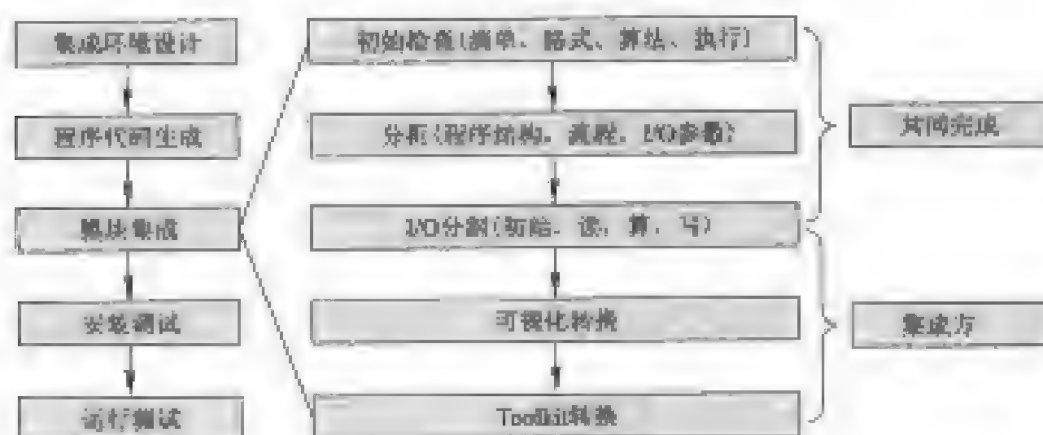 集成环境设计
程序代码生成
模块集成
安装调试
运行测试
初始检查(清单、格式、算法、执行)
分析(程序结构、流程、I/O参数)
I/O分割(初始、读、算、写)
可视化转换
Toolkit转换
共同完成
集成方